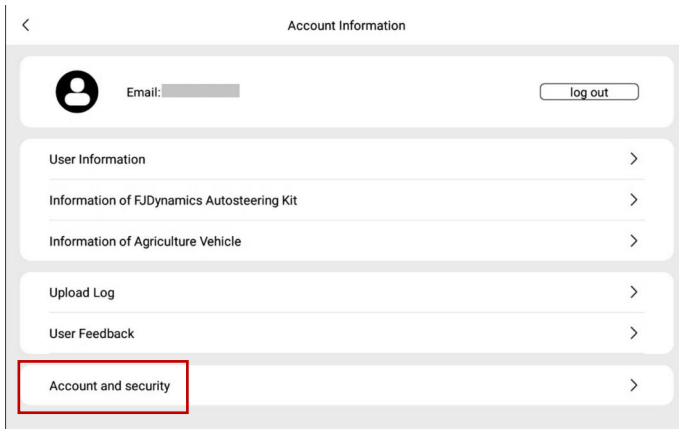 Account Information
Email:
log out
User Information
Information of FJDynamics Autosteering Kit
Information of Agriculture Vehicle
Upload Log
User Feedback
Account and security